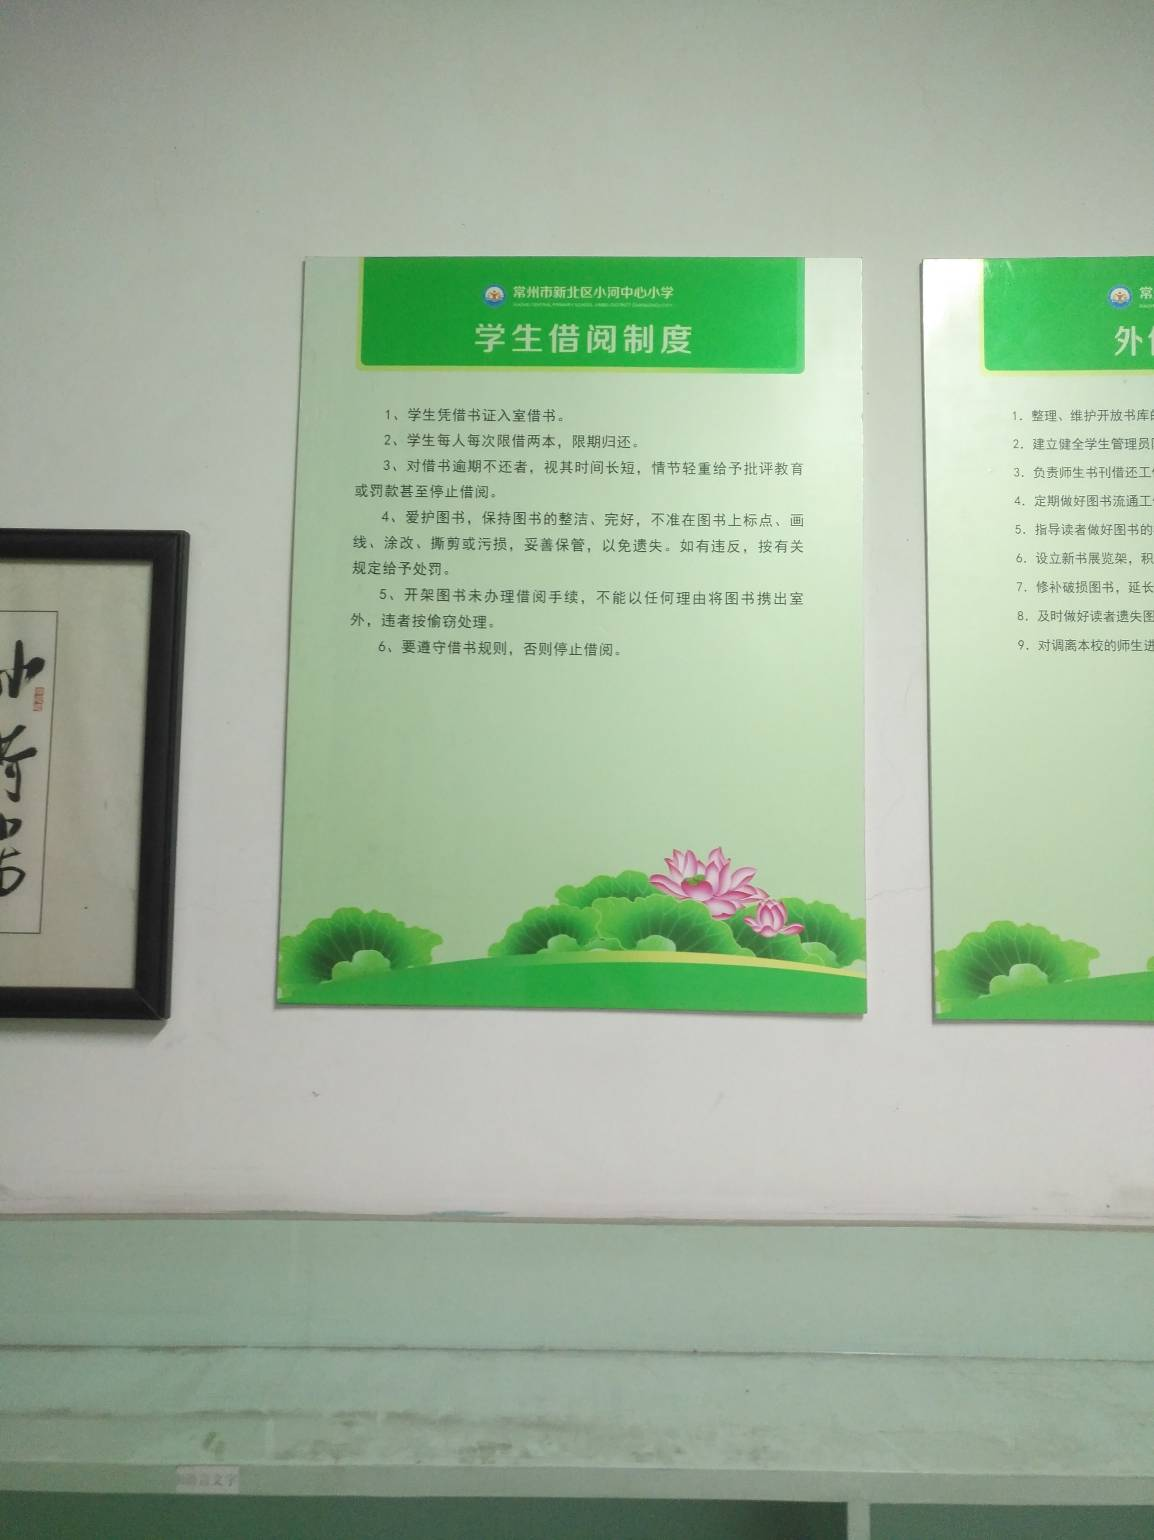 常州市新北区小河中心小学
学生借阅制度
1、学生凭借书证入室借书。
2、学生每人每次限借两本，限期归还。
3、对借书逾期不还者，视其时间长短，情节轻重给予批评教育
或罚款甚至停止借阅。
4、爱护图书，保持图书的整洁、完好，不准在图书上标点、画
线、涂改、撕剪或污损，妥善保管，以免遗失。如有违反，按有关
规定给予处罚。
5、开架图书未办理借阅手续，不能以任何理由将图书携出室
外，违者按偷窃处理。
6、要遵守借书规则，否则停止借阅。
常
外
1. 整理、维护开放书库
2. 建立健全学生管理员
3. 负责师生书刊借还工
4. 定期做好图书流通工
5. 指导读者做好图书的
6. 设立新书展览架，积
7. 修补破损图书，延长
8. 及时做好读者遗失图
9. 对调离本校的师生进